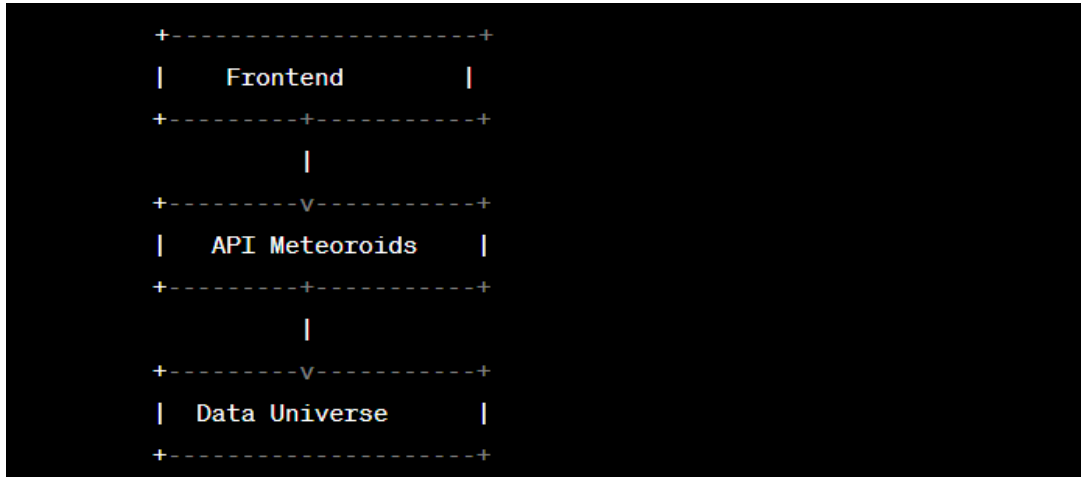 +---------------------+
|    Frontend        |
+---------+-----------+
          |
+---------v-----------+
|   API Meteoroids    |
+---------+-----------+
          |
+---------v-----------+
|  Data Universe      |
+---------------------+